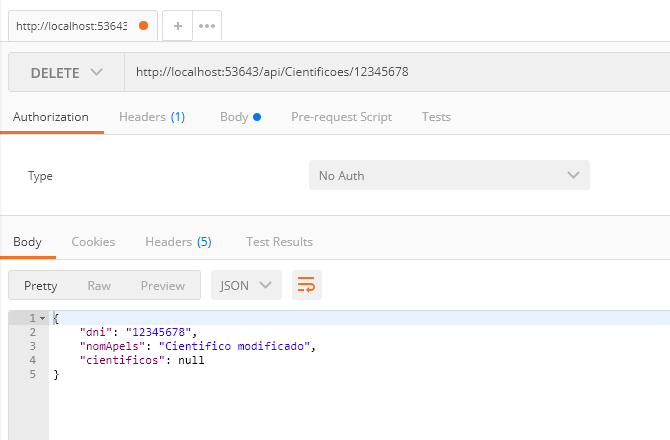 http://localhost:53643
+
•••
DELETE http://localhost:53643/api/Cientificoes/12345678
Authorization Headers (1) Body Pre-request Script Tests
Type No Auth
Body Cookies Headers (5) Test Results
Pretty Raw Preview JSON
1 {
2 "dni": "12345678",
3 "nomApels": "Cientifico modificado",
4 "cientificos": null
5 }